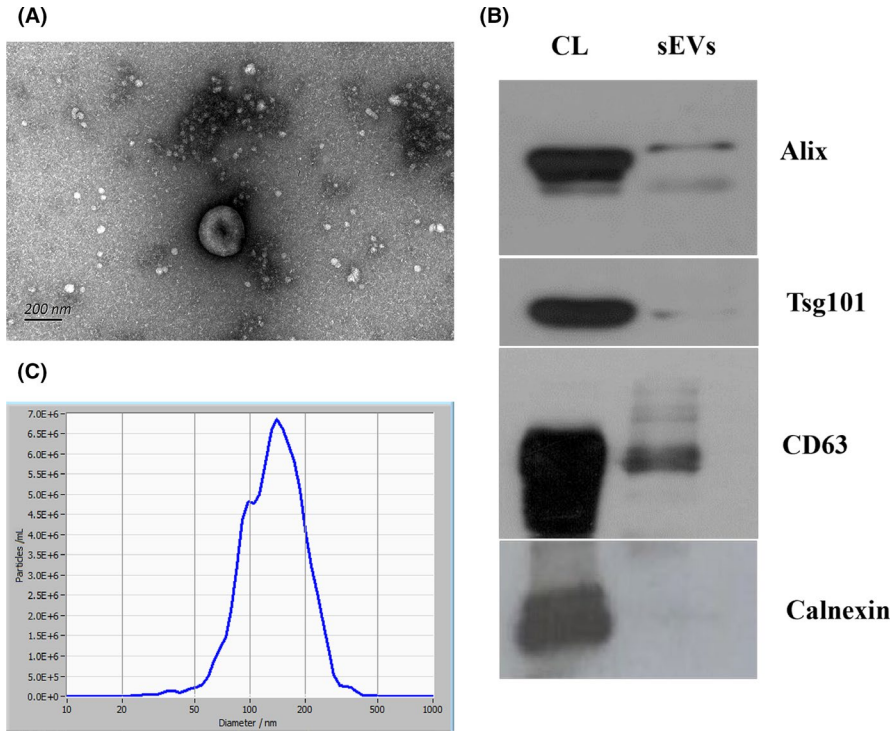 (A)
200 nm
(B)
CL sEVs
Alix
Tsg101
CD63
Calnexin
(C)
7.0E+6
6.5E+6
6.0E+6
5.5E+6
5.0E+6
4.5E+6
4.0E+6
3.5E+6
3.0E+6
2.5E+6
2.0E+6
1.5E+6
1.0E+6
5.0E+5
0.0E+0
Particles /mL
10 20 50 100 200 500 1000
Diameter / nm